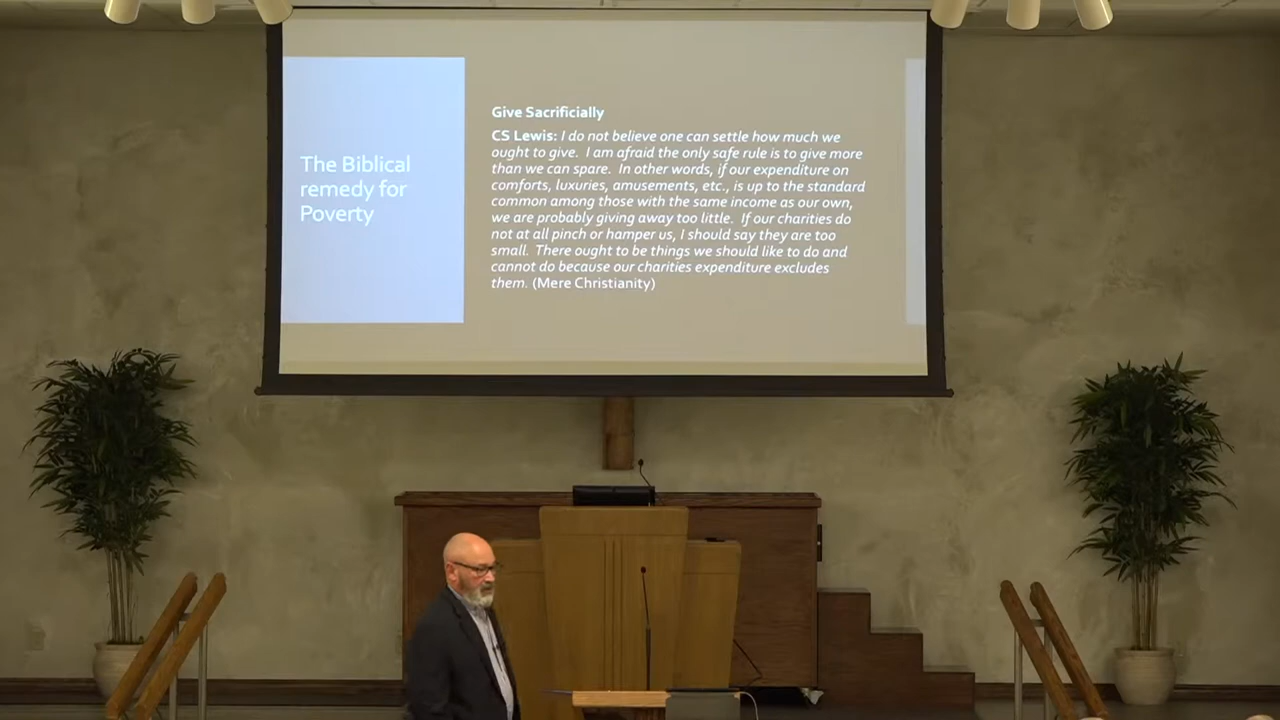 The Biblical
remedy for
Poverty
Give Sacrificially
CS Lewis: I do not believe one can settle how much we
ought to give.  I am afraid the only safe rule is to give more
than we can spare.  In other words, if our expenditure on
comforts, luxuries, amusements, etc., is up to the standard
common among those with the same income as our own,
we are probably giving away too little.  If our charities do
not at all pinch or hamper us, I should say they are too
small.  There ought to be things we should like to do and
cannot do because our charities expenditure excludes
them. (Mere Christianity)